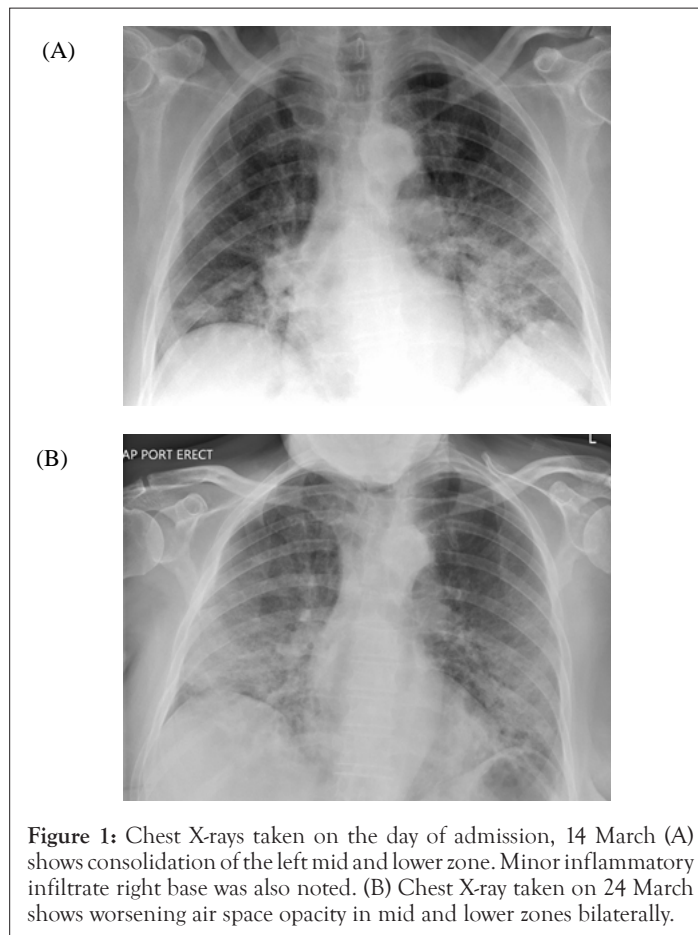 (A)
(B)
AP PORT ERECT
L
Figure 1: Chest X-rays taken on the day of admission, 14 March (A)
shows consolidation of the left mid and lower zone. Minor inflammatory
infiltrate right base was also noted. (B) Chest X-ray taken on 24 March
shows worsening air space opacity in mid and lower zones bilaterally.